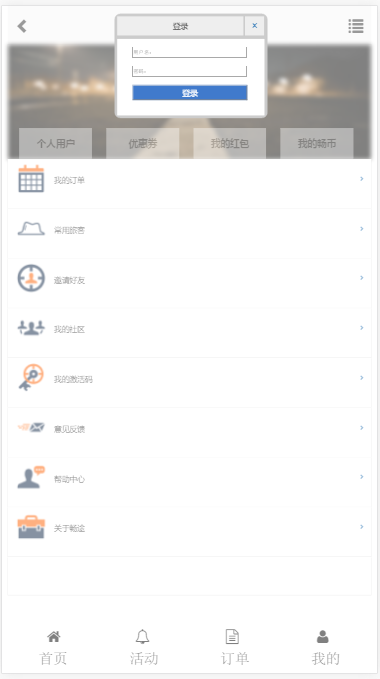 登录
×
用户名：
密码：
登录
个人用户 优惠券 我的红包 我的畅币
我的订单
常用旅客
邀请好友
我的社区
我的激活码
意见反馈
帮动中心
关于畅途
首页 活动 订单 我的